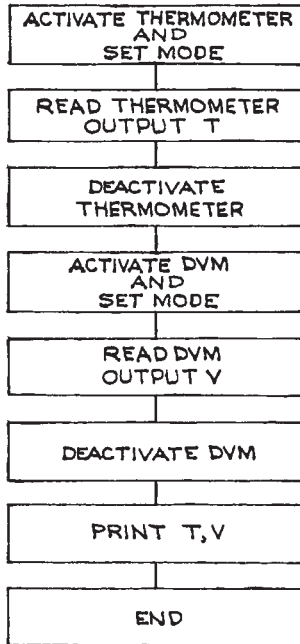 ACTIVATE THERMOMETER
AND
SET MODE
READ THERMOMETER
OUTPUT T
DEACTIVATE
THERMOMETER
ACTIVATE DVM
AND
SET MODE
READ DVM
OUTPUT V
DEACTIVATE DVM
PRINT T,V
END